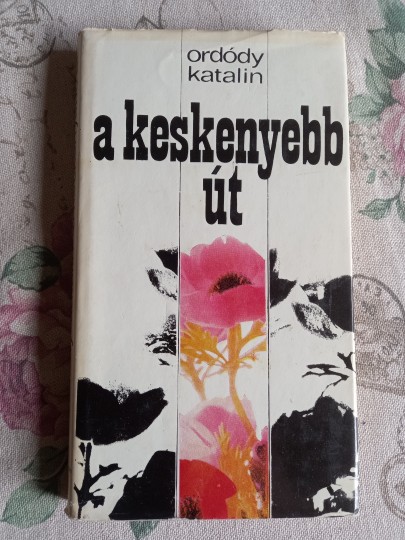 ordódy
katalin
a keskenyebb
út